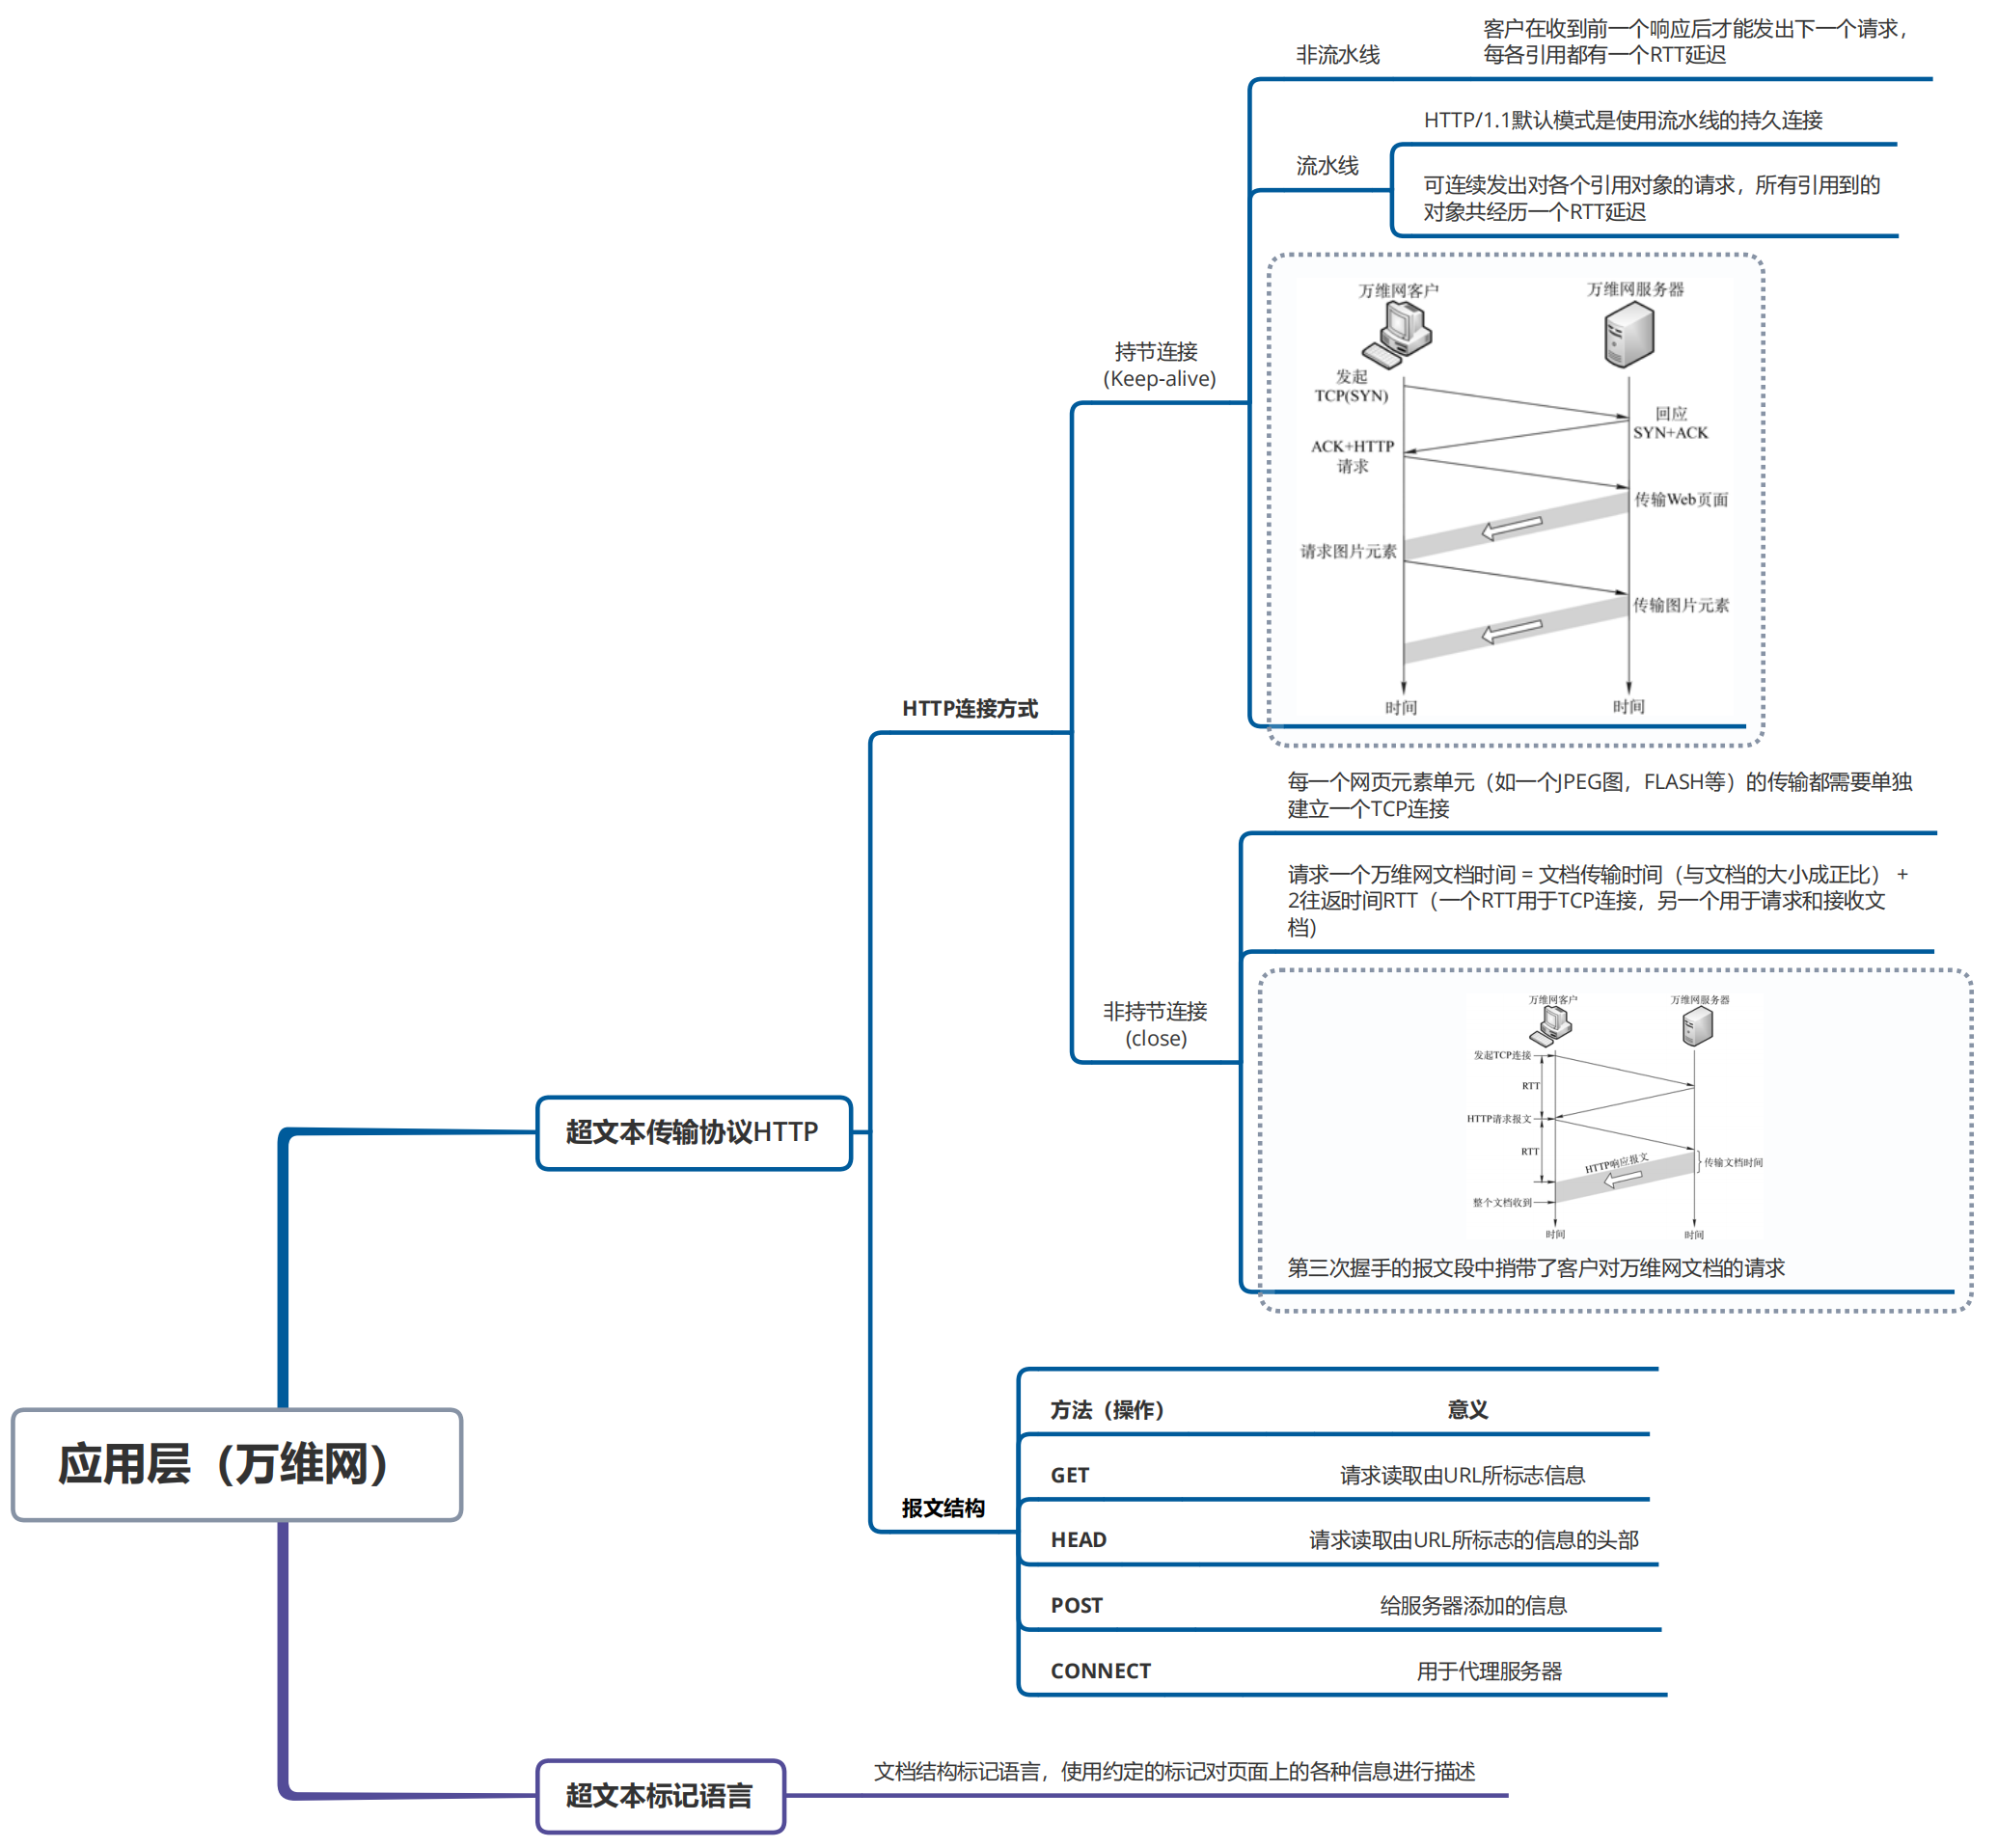 客户在收到前一个响应后才能发出下一个请求，
每各引用都有一个RTT延迟
非流水线
HTTP/1.1默认模式是使用流水线的持久连接
流水线
可连续发出对各个引用对象的请求，所有引用到的
对象共经历一个RTT延迟
万维网客户
万维网服务器
持节连接
(Keep-alive)
发起
TCP(SYN)
回应
SYN+ACK
ACK+HTTP
请求
传输Web页面
请求图片元素
传输图片元素
时间
时间
HTTP连接方式
每一个网页元素单元（如一个JPEG图，FLASH等）的传输都需要单独
建立一个TCP连接
请求一个万维网文档时间 = 文档传输时间（与文档的大小成正比） +
2往返时间RTT（一个RTT用于TCP连接，另一个用于请求和接收文
档）
非持节连接
(close)
万维网客户
万维网服务器
发起TCP连接
RTT
HTTP请求报文
RTT
HTTP响应报文
传输文档时间
整个文档收到
时间
时间
第三次握手的报文段中捎带了客户对万维网文档的请求
超文本传输协议HTTP
方法（操作）
意义
GET
请求读取由URL所标志信息
报文结构
HEAD
请求读取由URL所标志的信息的头部
POST
给服务器添加的信息
CONNECT
用于代理服务器
应用层（万维网）
超文本标记语言
文档结构标记语言，使用约定的标记对页面上的各种信息进行描述